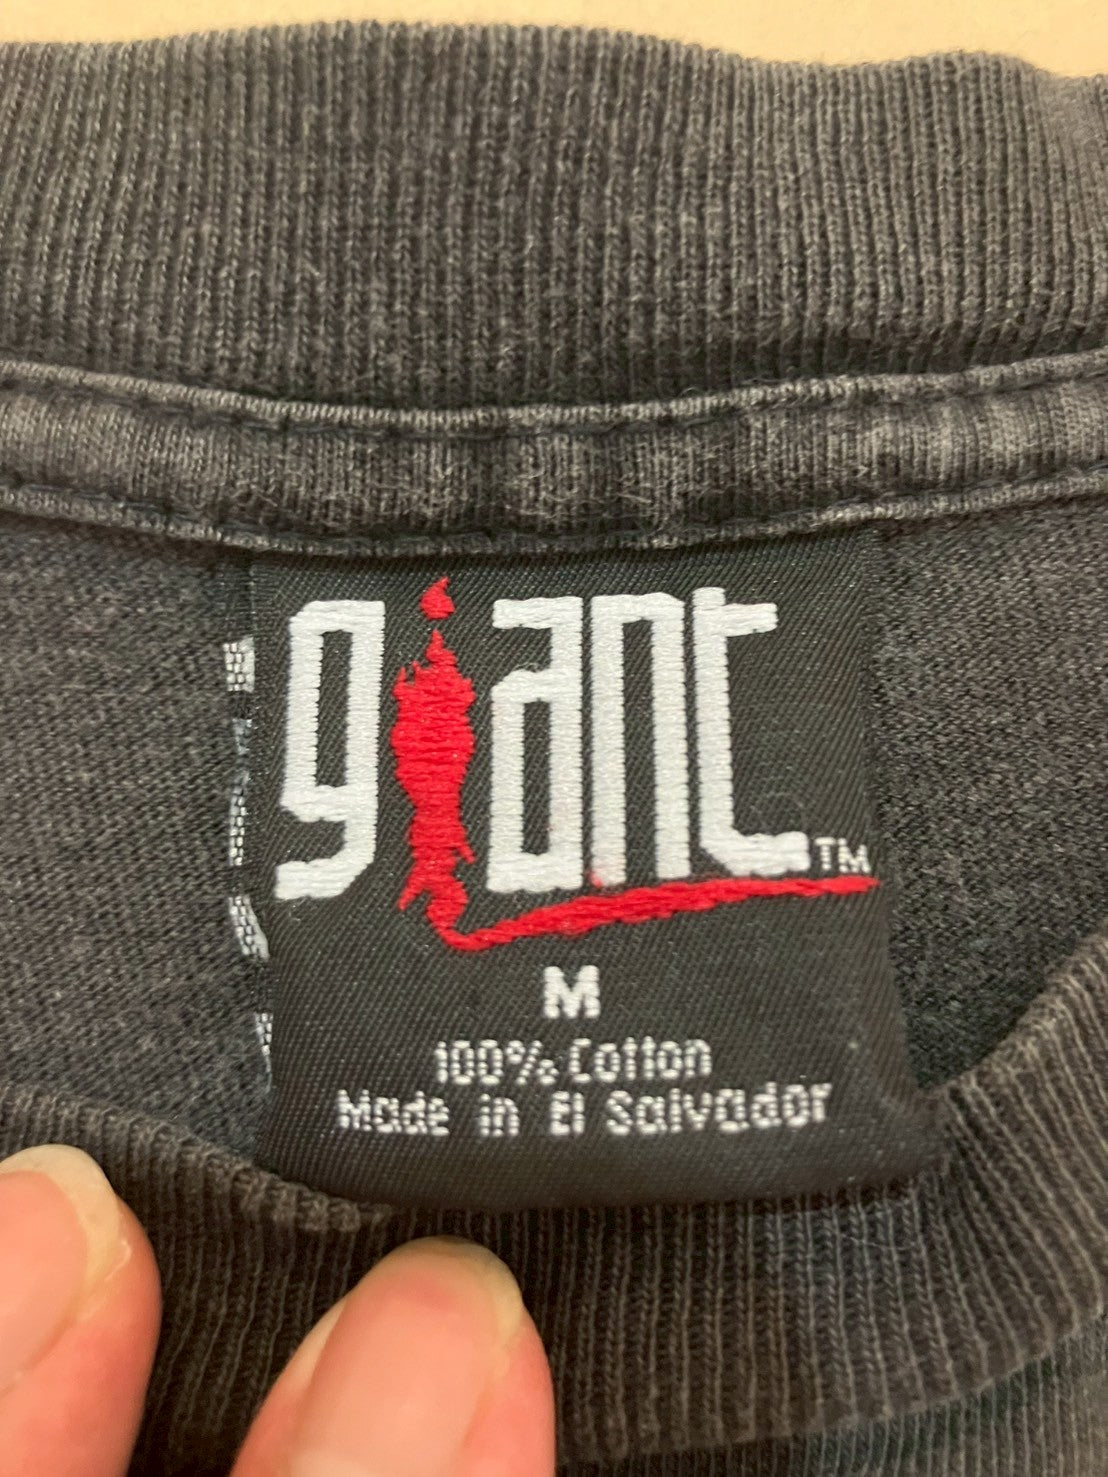 giant™
M
100% Cotton
Made in El Salvador